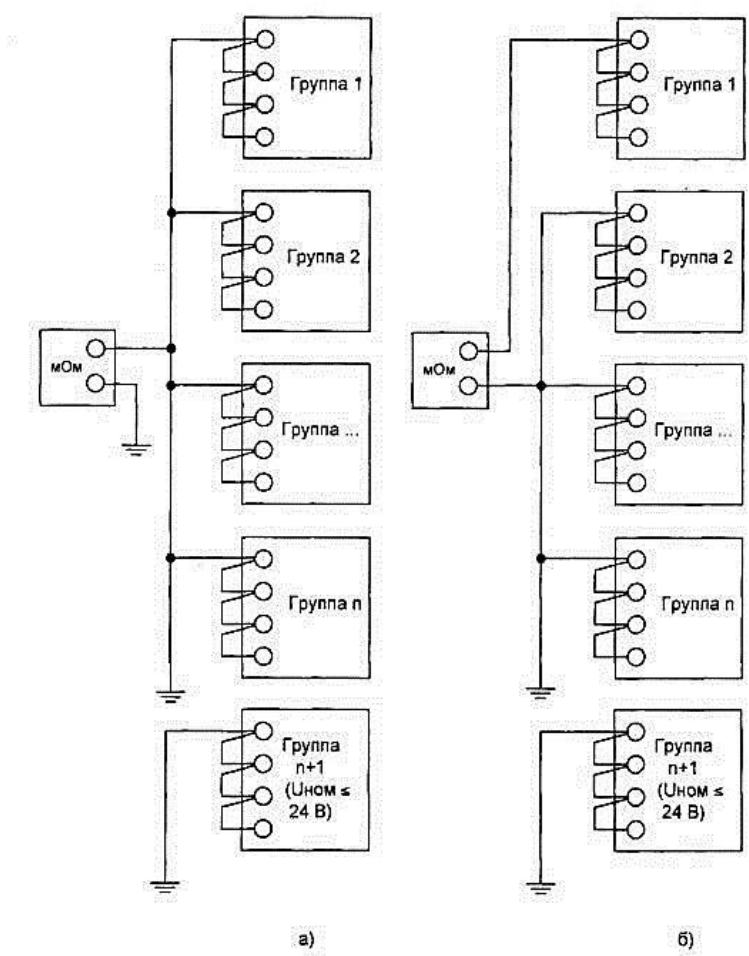 Группа 1
Группа 2
мОм
Группа ...
Группа n
Группа
n+1
(Uном ≤
24 В)
а)
Группа 1
Группа 2
мОм
Группа ...
Группа n
Группа
n+1
(Uном ≤
24 В)
б)